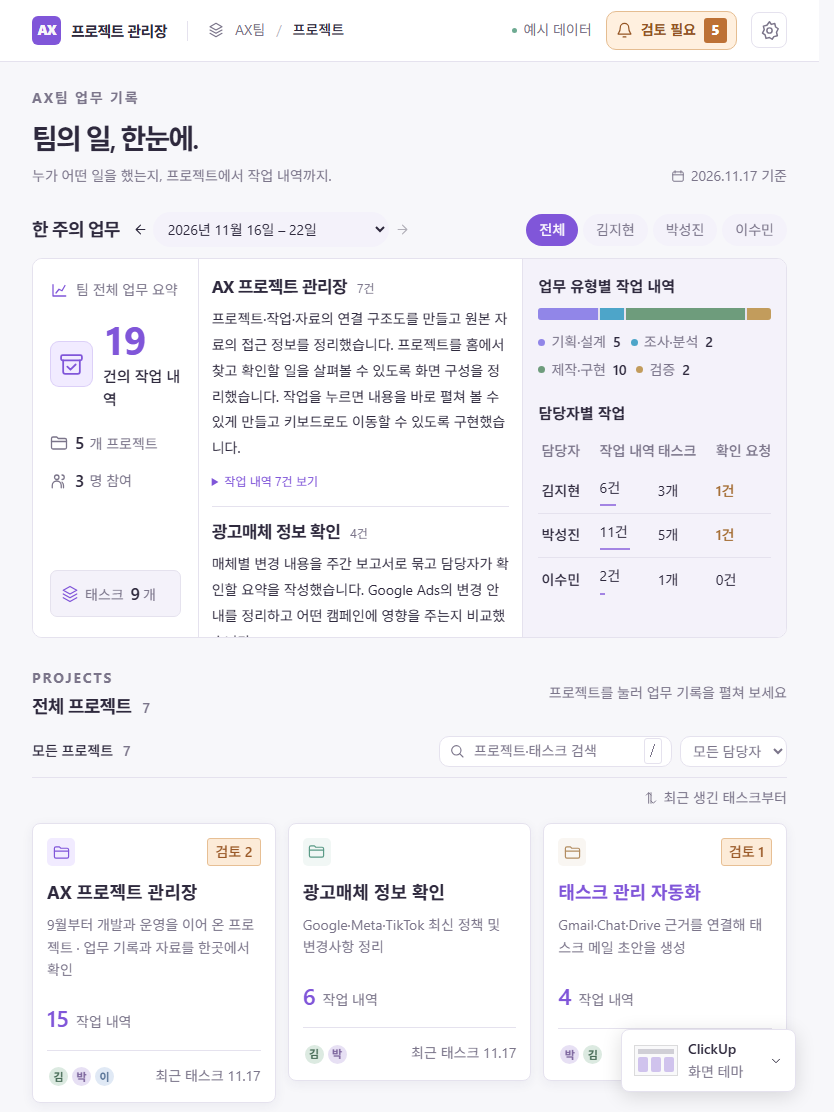 AX 프로젝트 관리장 AX팀 / 프로젝트 예시 데이터 검토 필요 5
AX팀 업무 기록
팀의 일, 한눈에.
누가 어떤 일을 했는지, 프로젝트에서 작업 내역까지. 2026.11.17 기준
한 주의 업무 ← 2026년 11월 16일 – 22일 → 전체 김지현 박성진 이수민
팀 전체 업무 요약
19
건의 작업 내
역
5 개 프로젝트
3 명 참여
태스크 9 개
AX 프로젝트 관리장 7건
프로젝트·작업·자료의 연결 구조도를 만들고 원본 자
료의 접근 정보를 정리했습니다. 프로젝트를 홈에서
찾고 확인할 일을 살펴볼 수 있도록 화면 구성을 정
리했습니다. 작업을 누르면 내용을 바로 펼쳐 볼 수
있게 만들고 키보드로도 이동할 수 있도록 구현했습
니다.
▶ 작업 내역 7건 보기
광고매체 정보 확인 4건
매체별 변경 내용을 주간 보고서로 묶고 담당자가 확
인할 요약을 작성했습니다. Google Ads의 변경 안
내를 정리하고 어떤 캠페인에 영향을 주는지 비교했
업무 유형별 작업 내역
기획·설계 5 조사·분석 2
제작·구현 10 검증 2
담당자별 작업
담당자 작업 내역 태스크 확인 요청
김지현 6건 3개 1건
박성진 11건 5개 1건
이수민 2건 1개 0건
PROJECTS
전체 프로젝트 7
프로젝트를 눌러 업무 기록을 펼쳐 보세요
모든 프로젝트 7 프로젝트·태스크 검색 / 모든 담당자
최근 생긴 태스크부터
검토 2
AX 프로젝트 관리장
9월부터 개발과 운영을 이어 온 프로
젝트 · 업무 기록과 자료를 한곳에서
확인
15 작업 내역
김 박 이 최근 태스크 11.17
광고매체 정보 확인
Google·Meta·TikTok 최신 정책 및
변경사항 정리
6 작업 내역
김 박 최근 태스크 11.17
검토 1
태스크 관리 자동화
Gmail·Chat·Drive 근거를 연결해 태
스크 메일 초안을 생성
4 작업 내역
박 김
ClickUp
화면 테마